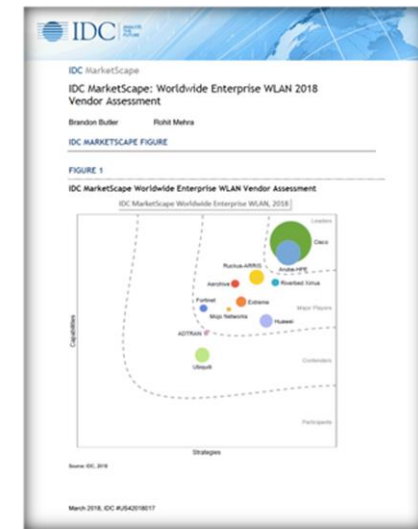 IDC
ANALYZE
THE
FUTURE
IDC MarketScape
IDC MarketScape: Worldwide Enterprise WLAN 2018
Vendor Assessment
Brandon Butler Rohit Mehra
IDC MARKETSCAPE FIGURE
FIGURE 1
IDC MarketScape Worldwide Enterprise WLAN Vendor Assessment
IDC MarketScape Worldwide Enterprise WLAN, 2018
Leaders
Cisco
Aruba-HPE
Ruckus-ARRIS
Aerohive
Riverbed Xirrus
Fortinet
Extreme
Major Players
Mojo Networks
Huawei
ADTRAN
Contenders
Ubiquiti
Participants
Capabilities
Strategies
Source: IDC, 2018
March 2018, IDC #US42018017